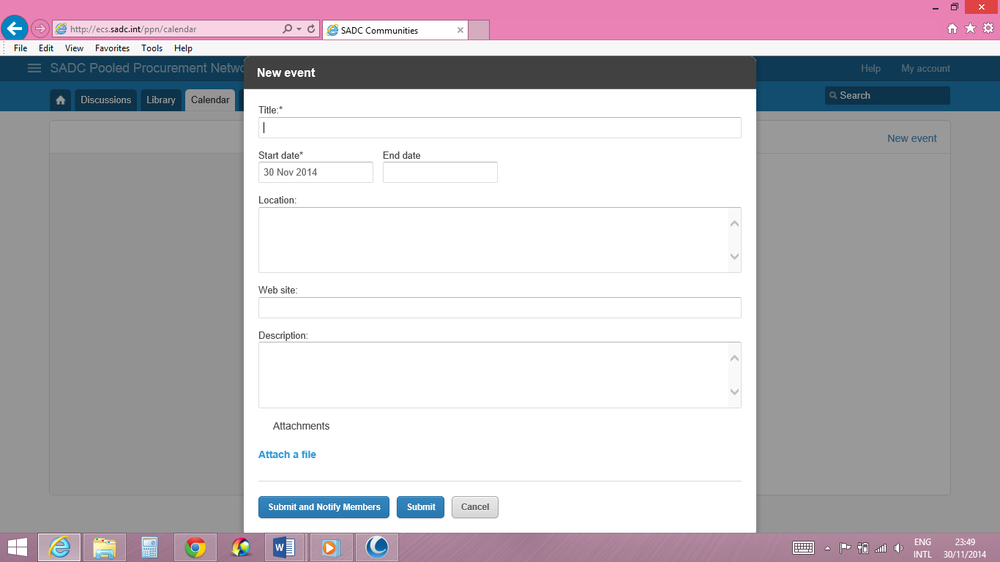 http://ecs.sadc.int/ppn/calendar
SADC Communities
File Edit View Favorites Tools Help
SADC Pooled Procurement Netwo
Help My account
New event
Discussions Library Calendar
Search
New event
Title:*
Start date* End date
30 Nov 2014
Location:
Web site:
Description:
Attachments
Attach a file
Submit and Notify Members Submit Cancel
ENG 23:49
INTL 30/11/2014